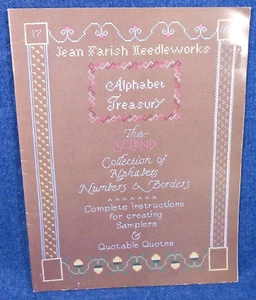 17
Jean Farish Needleworks
Alphabet
Treasury
The
SECOND
Collection of
Alphabets
Numbers & Borders
Complete instructions
for creating
Samplers
&
Quotable Quotes